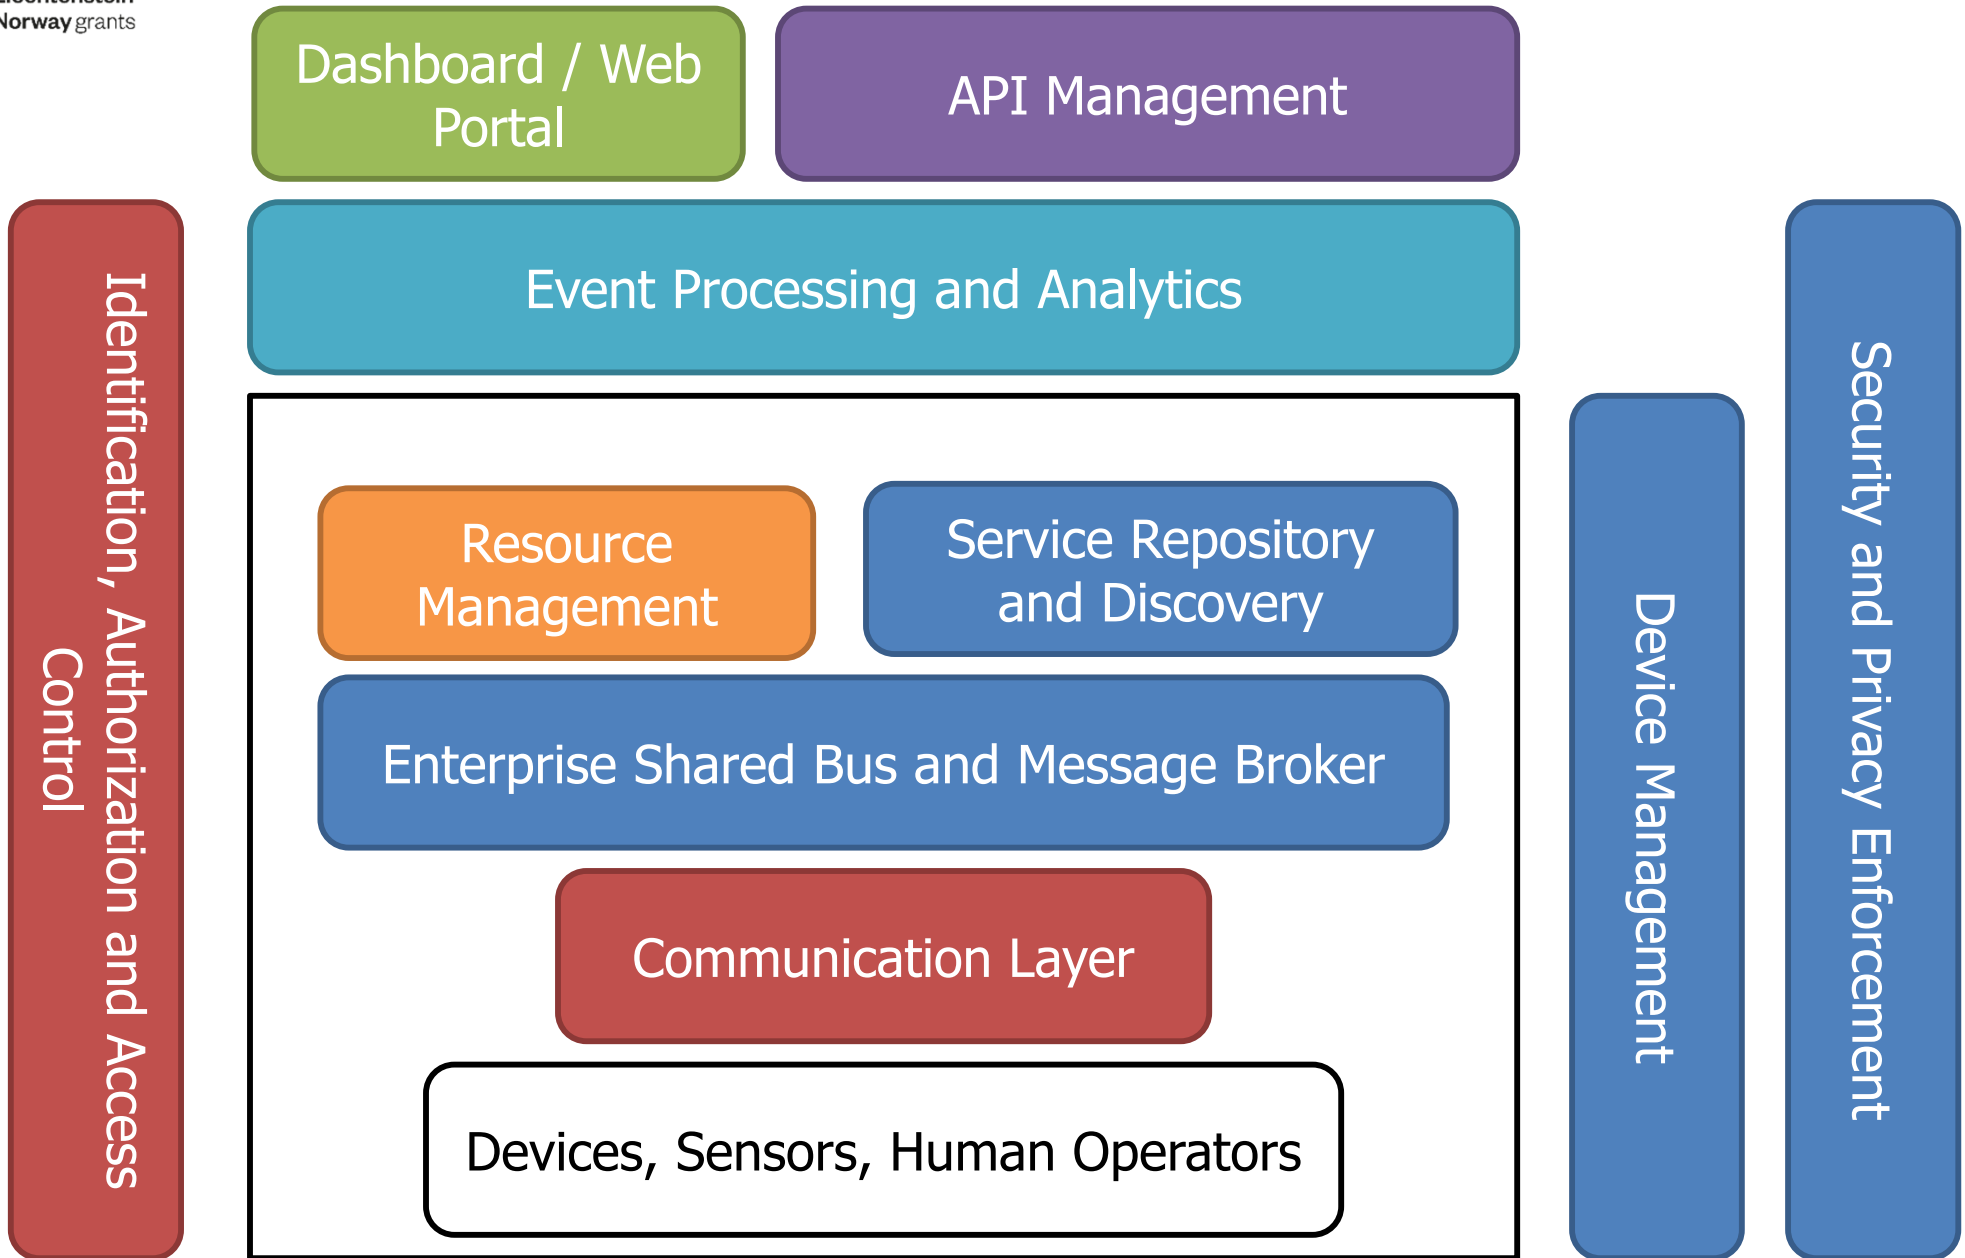 Norway grants
Dashboard / Web
Portal
API Management
Event Processing and Analytics
Identification, Authorization and Access
Control
Resource
Management
Service Repository
and Discovery
Enterprise Shared Bus and Message Broker
Communication Layer
Devices, Sensors, Human Operators
Device Management
Security and Privacy Enforcement